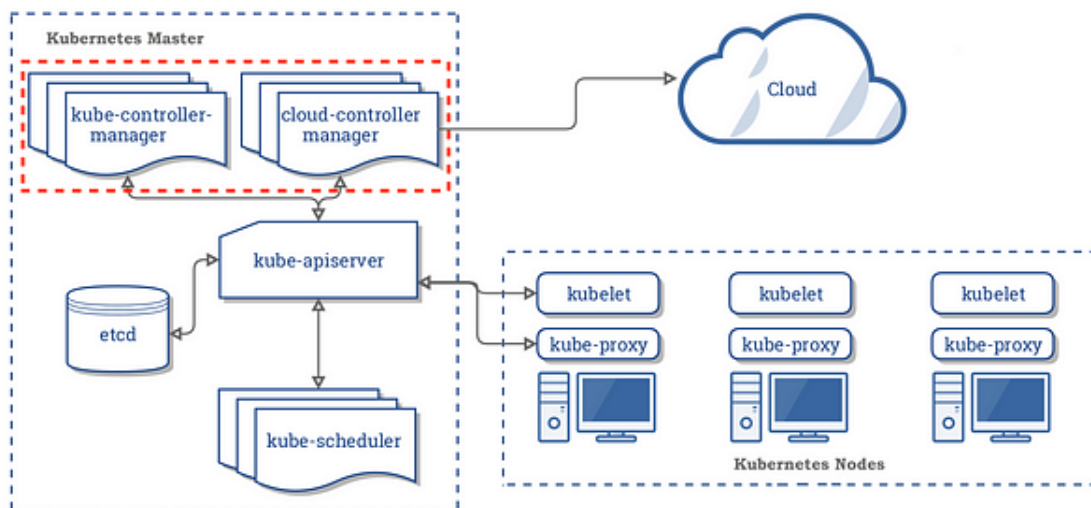 Kubernetes Master
kube-controller-
manager
cloud-controller
manager
Cloud
kube-apiserver
etcd
kube-scheduler
kubelet
kubelet
kubelet
kube-proxy
kube-proxy
kube-proxy
Kubernetes Nodes